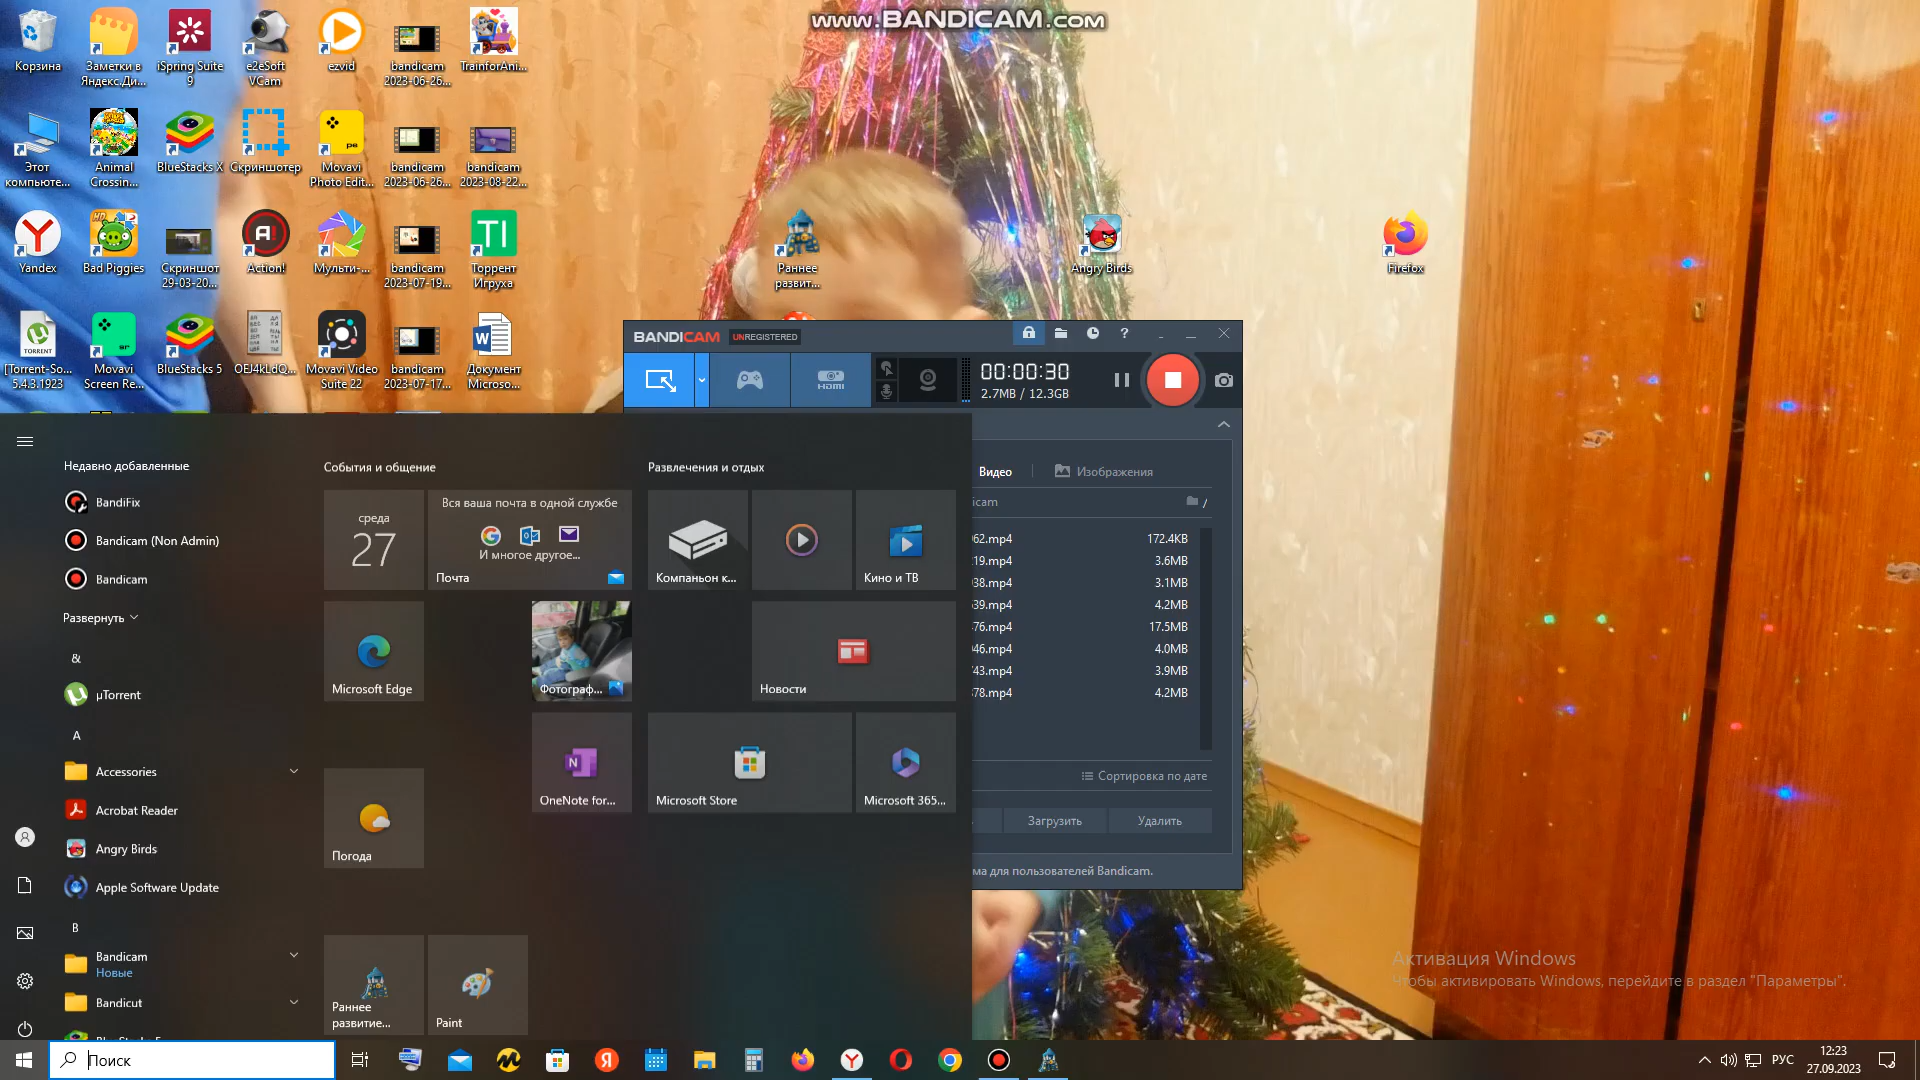 www.BANDICAM.com
Корзина
Заметки в
Яндекс.Ди...
iSpring Suite
9
e2eSoft
VCam
ezvid
bandicam
2023-06-26...
TrainforAni...
Этот
компьюте...
Animal
Crossin...
BlueStacks X
Скриншотер
Movavi
Photo Edit...
bandicam
2023-06-26...
bandicam
2023-08-22...
Yandex
Bad Piggies
Скриншот
29-03-20...
Action!
Мульти-...
bandicam
2023-07-19...
Торрент
Игруха
Раннее
развит...
Angry Birds
Firefox
[Torrent-So...
5.4.3.1923
Movavi
Screen Re...
BlueStacks 5
OEJ4kLdQ...
Movavi Video
Suite 22
bandicam
2023-07-17...
Документ
Microso...
BANDICAM UNREGISTERED
00:00:30
2.7MB / 12.3GB
Видео
Изображения
icam
/
062.mp4 172.4KB
219.mp4 3.6MB
038.mp4 3.1MB
539.mp4 4.2MB
476.mp4 17.5MB
046.mp4 4.0MB
743.mp4 3.9MB
378.mp4 4.2MB
Сортировка по дате
Загрузить
Удалить
ма для пользователей Bandicam.
Недавно добавленные
BandiFix
Bandicam (Non Admin)
Bandicam
Развернуть
&
µTorrent
A
Accessories
Acrobat Reader
Angry Birds
Apple Software Update
B
Bandicam
Новые
Bandicut
События и общение
среда
27
Вся ваша почта в одной службе
И многое другое...
Почта
Microsoft Edge
Фотограф...
OneNote for...
Погода
Раннее
развитие...
Paint
Развлечения и отдых
Компаньон к...
Кино и ТВ
Новости
Microsoft Store
Microsoft 365...
Активация Windows
Чтобы активировать Windows, перейдите в раздел "Параметры".
Поиск
РУС
12:23
27.09.2023